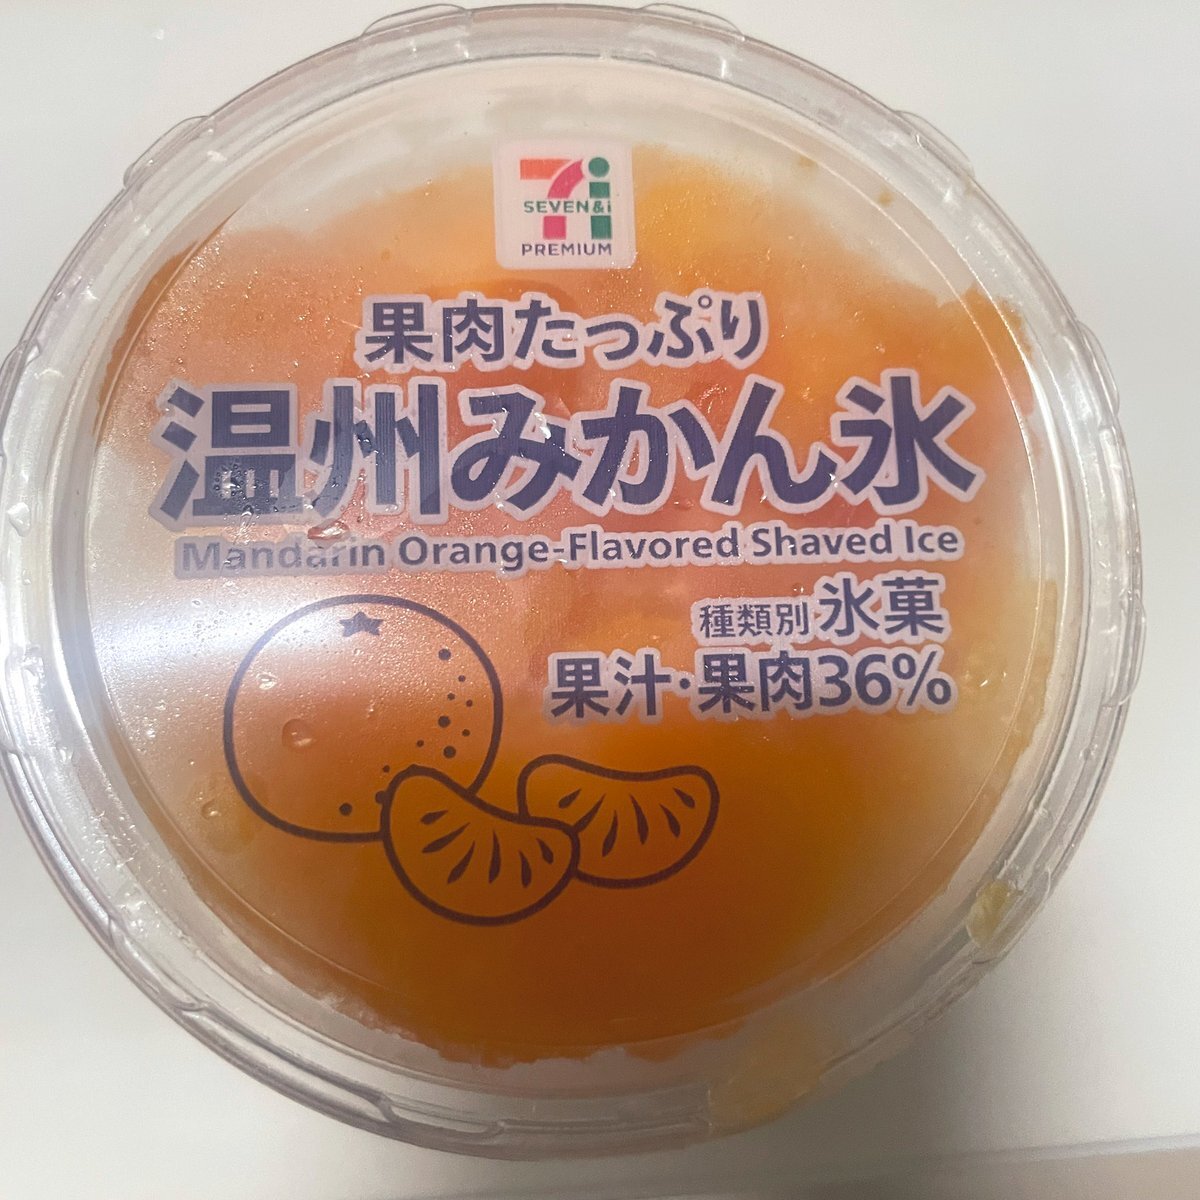 SEVEN&i
PREMIUM
果肉たっぷり
温州みかん氷
Mandarin Orange-Flavored Shaved Ice
種類別 氷菓
果汁・果肉36%